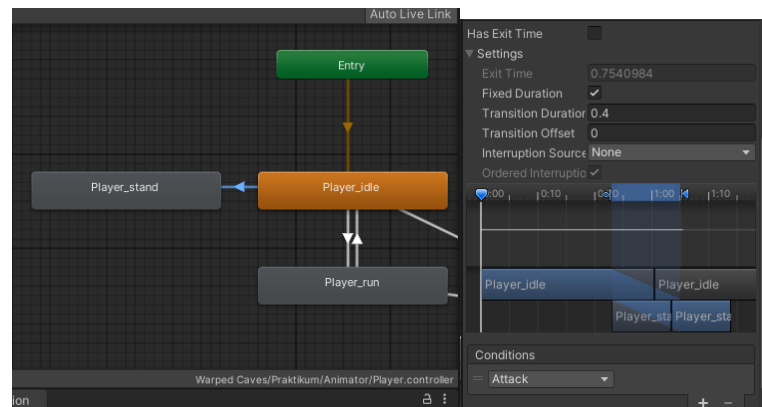 Auto Live Link
Entry
Player_stand
Player_idle
Player_run
Warped Caves/Praktikum/Animator/Player.controller
ion
Has Exit Time
Settings
Exit Time 0.7540984
Fixed Duration
Transition Duration 0.4
Transition Offset 0
Interruption Source None
Ordered Interruptio
:00 0:10 1:00 1:10
Player_idle Player_idle
Player_sta Player_sta
Conditions
Attack